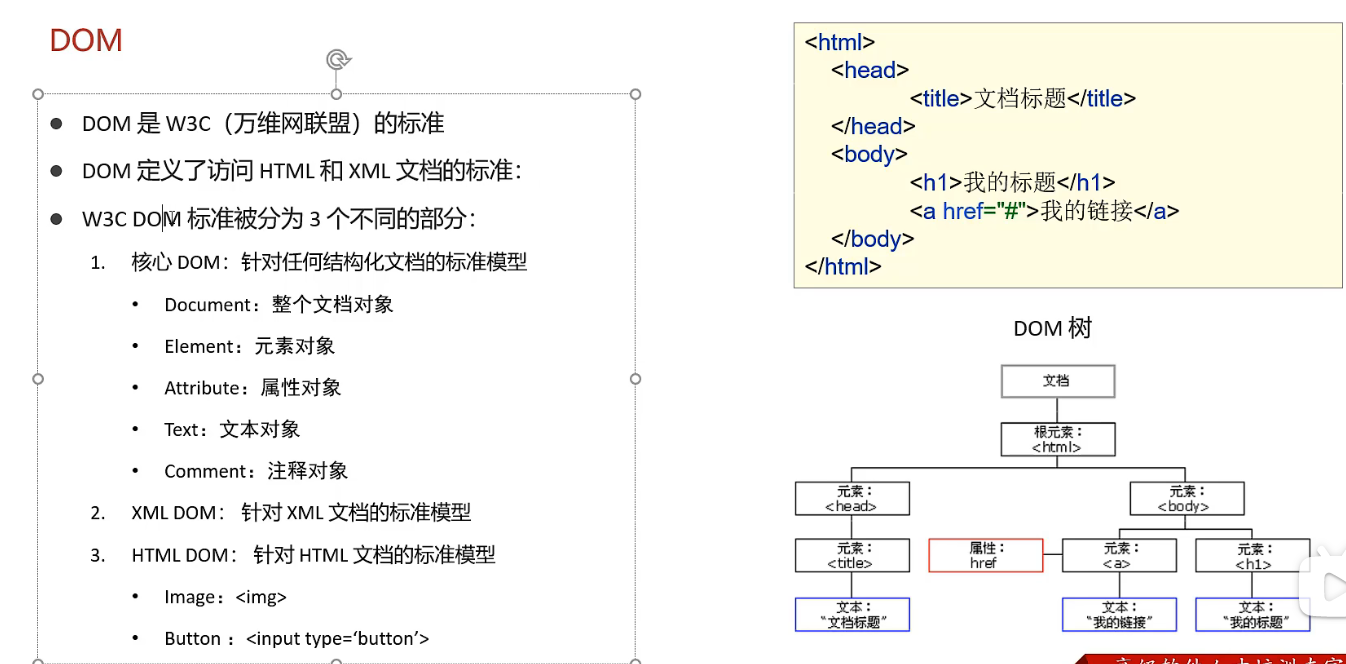 DOM
DOM 是 W3C（万维网联盟）的标准
DOM 定义了访问 HTML 和 XML 文档的标准：
W3C DOM 标准被分为 3 个不同的部分：
1. 核心 DOM：针对任何结构化文档的标准模型
Document：整个文档对象
Element：元素对象
Attribute：属性对象
Text：文本对象
Comment：注释对象
2. XML DOM： 针对 XML 文档的标准模型
3. HTML DOM： 针对 HTML 文档的标准模型
Image：<img>
Button ：<input type=‘button’>
<html>
<head>
<title>文档标题</title>
</head>
<body>
<h1>我的标题</h1>
<a href="#">我的链接</a>
</body>
</html>
DOM 树
文档
根元素：
<html>
元素：
<head>
元素：
<body>
元素：
<title>
属性：
href
元素：
<a>
元素：
<h1>
文本：
“文档标题”
文本：
“我的链接”
文本：
“我的标题”